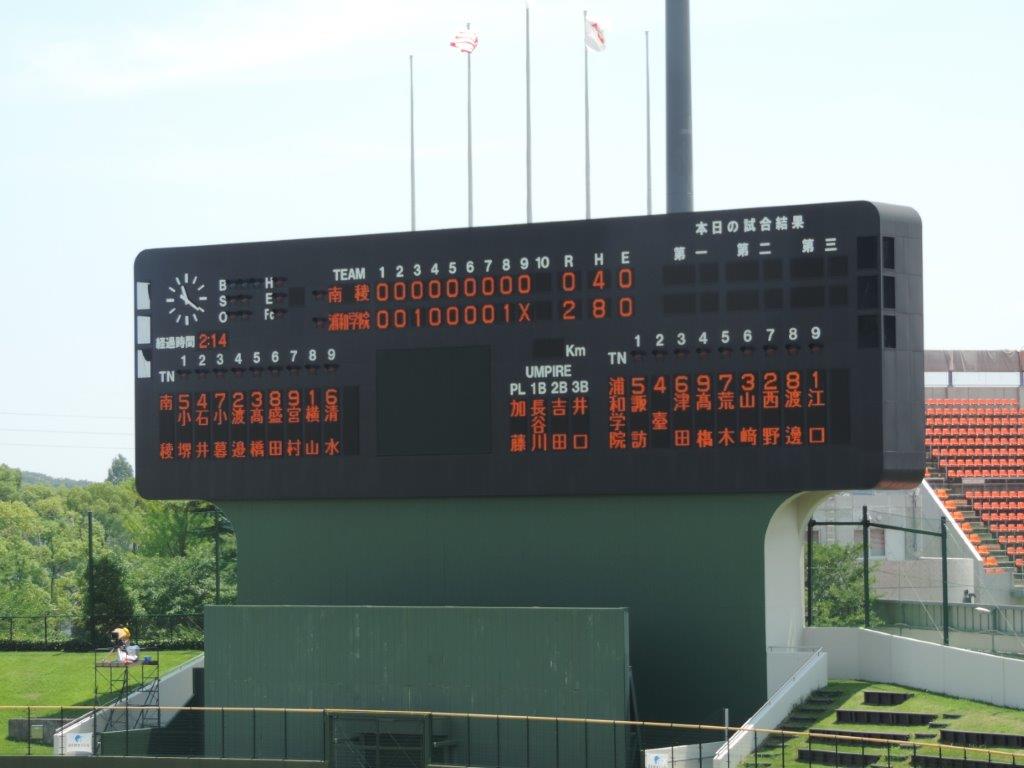 本日の試合結果
第一 第二 第三
TEAM 1 2 3 4 5 6 7 8 9 10 R H E
南稜 0 0 0 0 0 0 0 0 0 0 4 0
浦和学院 0 0 1 0 0 0 0 1 X 2 8 0
B H
S E
O Fc
経過時間 2:14
TN 1 2 3 4 5 6 7 8 9
南稜
5 小堺
4 石井
7 小暮
2 渡邉
3 髙橋
8 盛田
9 宮村
1 横山
6 清水
Km
UMPIRE
PL 1B 2B 3B
加藤 長谷川 吉田 井口
TN 1 2 3 4 5 6 7 8 9
浦和学院
5 諏訪
4 臺
6 津田
9 髙橋
7 荒木
3 山﨑
2 西野
8 渡邉
1 江口